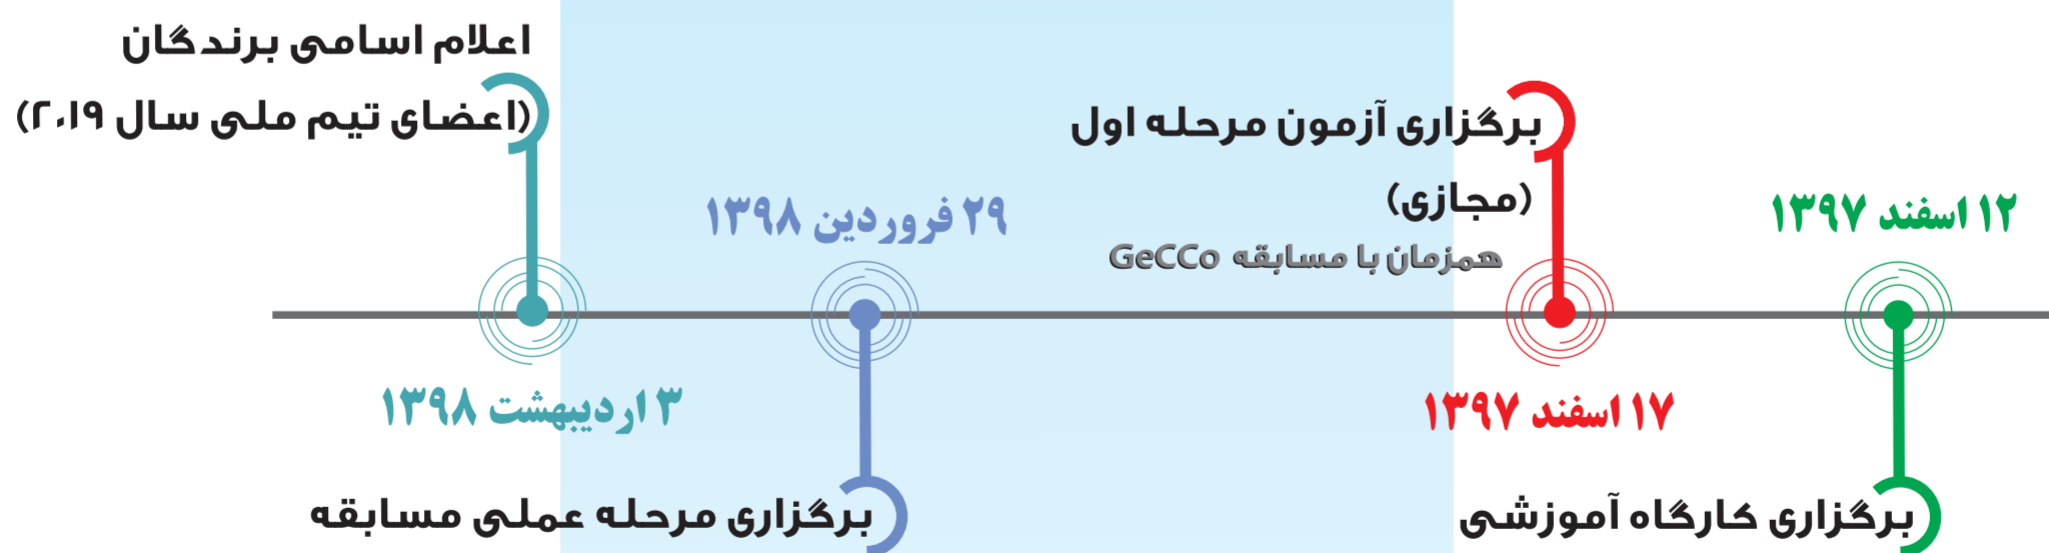 ۱۲ اسفند ۱۳۹۷
برگزاری کارگاه آموزشی
برگزاری آزمون مرحله اول
(مجازی)
همزمان با مسابقه GeCCo
۱۷ اسفند ۱۳۹۷
۲۹ فروردین ۱۳۹۸
برگزاری مرحله عملی مسابقه
اعلام اسامی برندگان
(اعضای تیم ملی سال ۲۰۱۹)
۳ اردیبهشت ۱۳۹۸